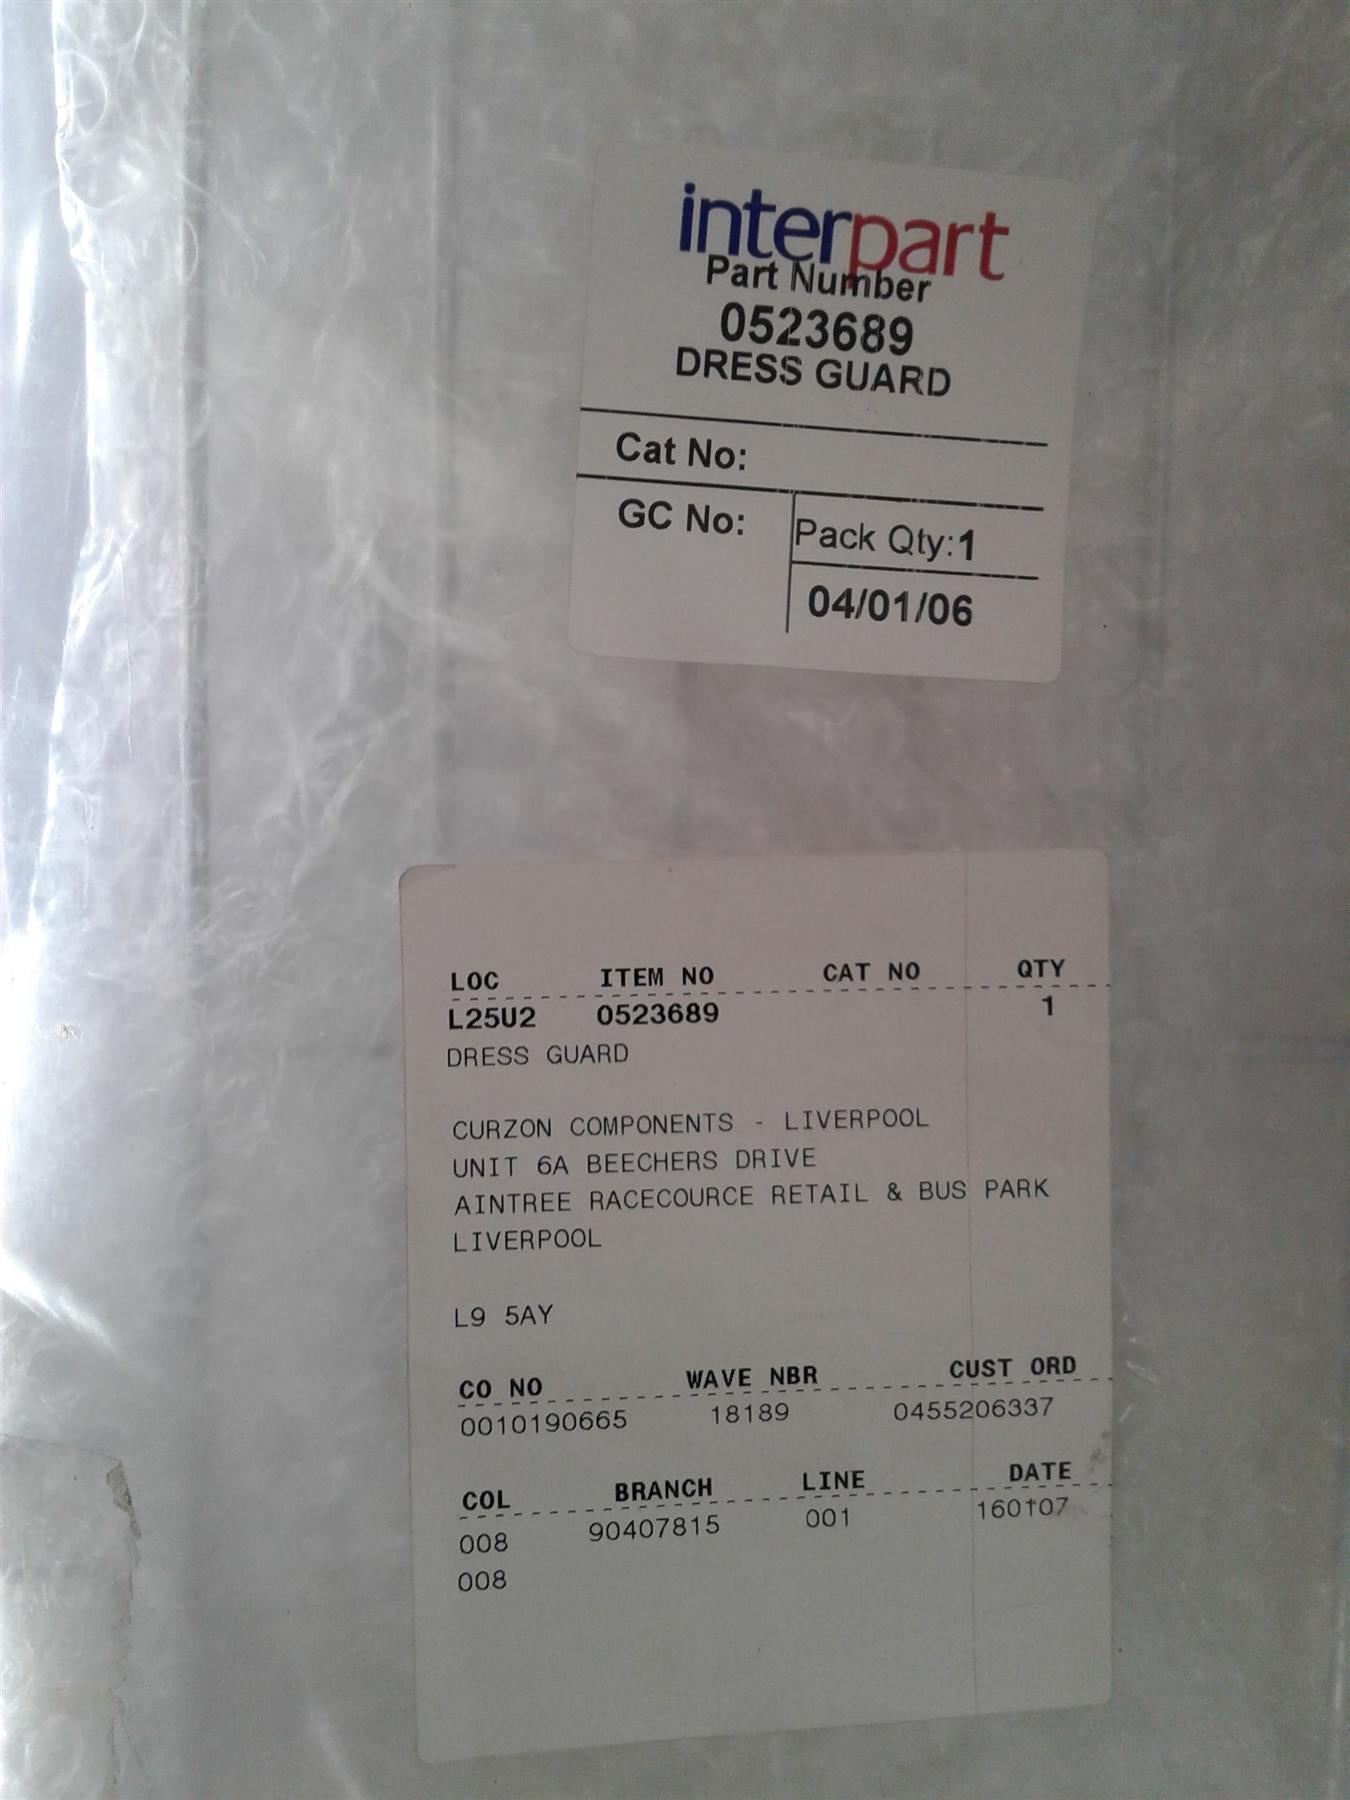 interpart
Part Number
0523689
DRESS GUARD
Cat No:
GC No:
Pack Qty:1
04/01/06
LOC ITEM NO CAT NO QTY
L25U2 0523689 1
DRESS GUARD
CURZON COMPONENTS - LIVERPOOL
UNIT 6A BEECHERS DRIVE
AINTREE RACECOURCE RETAIL & BUS PARK
LIVERPOOL
L9 5AY
CO NO WAVE NBR CUST ORD
0010190665 18189 0455206337
COL BRANCH LINE DATE
008 90407815 001 160107
008